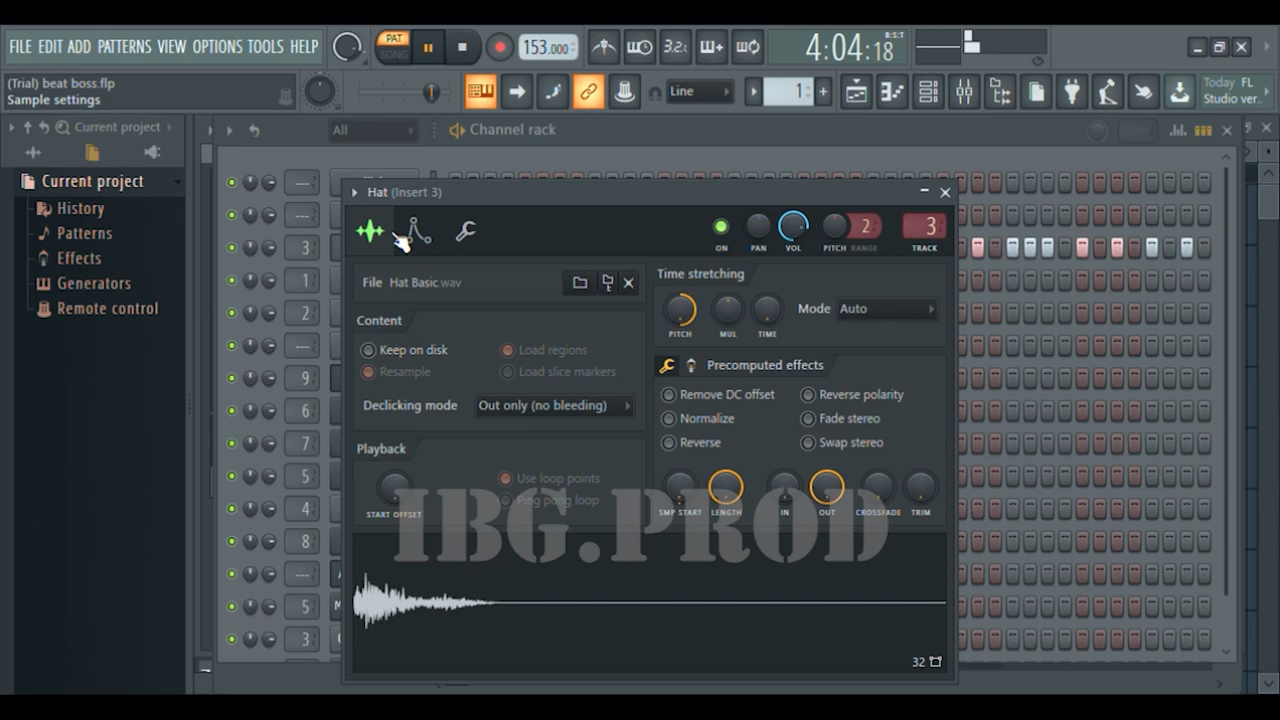 FILE EDIT ADD PATTERNS VIEW OPTIONS TOOLS HELP
PAT
SONG
153.000
3.2.
4:04:18
B:S:T
(Trial) beat boss.flp
Sample settings
Line
1
Today FL
Studio ver..
Current project
All
Channel rack
Current project
History
Patterns
Effects
Generators
Remote control
---
---
3
1
2
---
9
6
7
5
4
8
---
5
3
Hat (Insert 3)
ON
PAN
VOL
PITCH
2
RANGE
3
TRACK
File Hat Basic.wav
Content
Keep on disk
Load regions
Resample
Load slice markers
Declicking mode
Out only (no bleeding)
Playback
START OFFSET
Use loop points
Ping pong loop
Time stretching
PITCH
MUL
TIME
Mode
Auto
Precomputed effects
Remove DC offset
Reverse polarity
Normalize
Fade stereo
Reverse
Swap stereo
SMP START
LENGTH
IN
OUT
CROSSFADE
TRIM
IBG.PROD
32